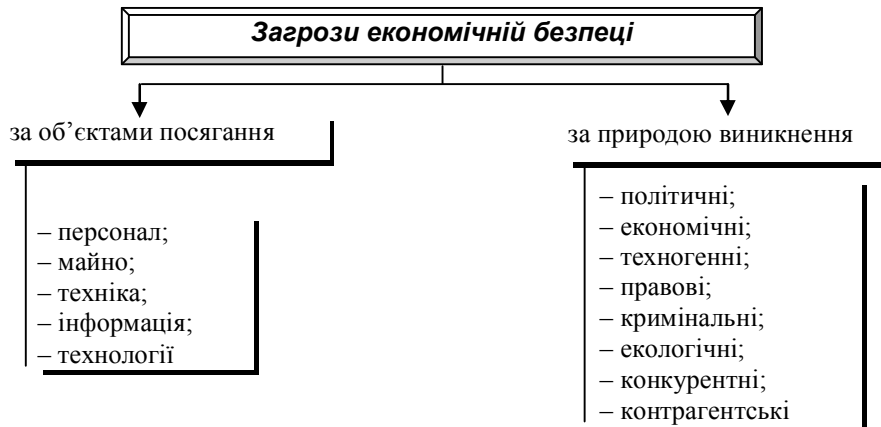 Загрози економічній безпеці
за об’єктами посягання
– персонал;
– майно;
– техніка;
– інформація;
– технології
за природою виникнення
– політичні;
– економічні;
– техногенні;
– правові;
– кримінальні;
– екологічні;
– конкурентні;
– контрагентські